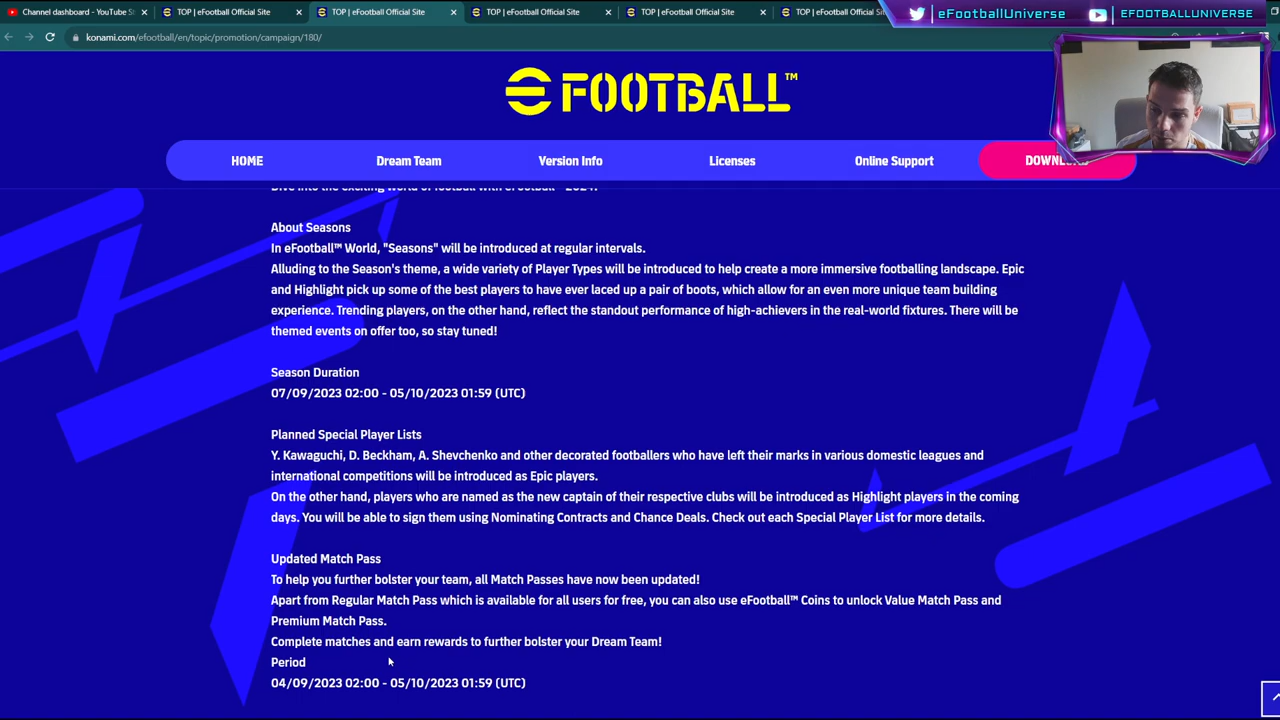 Channel dashboard - YouTube St
TOP | eFootball Official Site
TOP | eFootball Official Site
TOP | eFootball Official Site
TOP | eFootball Official Site
TOP | eFootball Offici
eFootballUniverse
EFOOTBALLUNIVERSE
konami.com/efootball/en/topic/promotion/campaign/180/
FOOTBALL™
HOME
Dream Team
Version Info
Licenses
Online Support
Dive into the exciting world of football with eFootball™ 2024!
About Seasons
In eFootball™ World, "Seasons" will be introduced at regular intervals.
Alluding to the Season's theme, a wide variety of Player Types will be introduced to help create a more immersive footballing landscape. Epic
and Highlight pick up some of the best players to have ever laced up a pair of boots, which allow for an even more unique team building
experience. Trending players, on the other hand, reflect the standout performance of high-achievers in the real-world fixtures. There will be
themed events on offer too, so stay tuned!
Season Duration
07/09/2023 02:00 - 05/10/2023 01:59 (UTC)
Planned Special Player Lists
Y. Kawaguchi, D. Beckham, A. Shevchenko and other decorated footballers who have left their marks in various domestic leagues and
international competitions will be introduced as Epic players.
On the other hand, players who are named as the new captain of their respective clubs will be introduced as Highlight players in the coming
days. You will be able to sign them using Nominating Contracts and Chance Deals. Check out each Special Player List for more details.
Updated Match Pass
To help you further bolster your team, all Match Passes have now been updated!
Apart from Regular Match Pass which is available for all users for free, you can also use eFootball™ Coins to unlock Value Match Pass and
Premium Match Pass.
Complete matches and earn rewards to further bolster your Dream Team!
Period
04/09/2023 02:00 - 05/10/2023 01:59 (UTC)